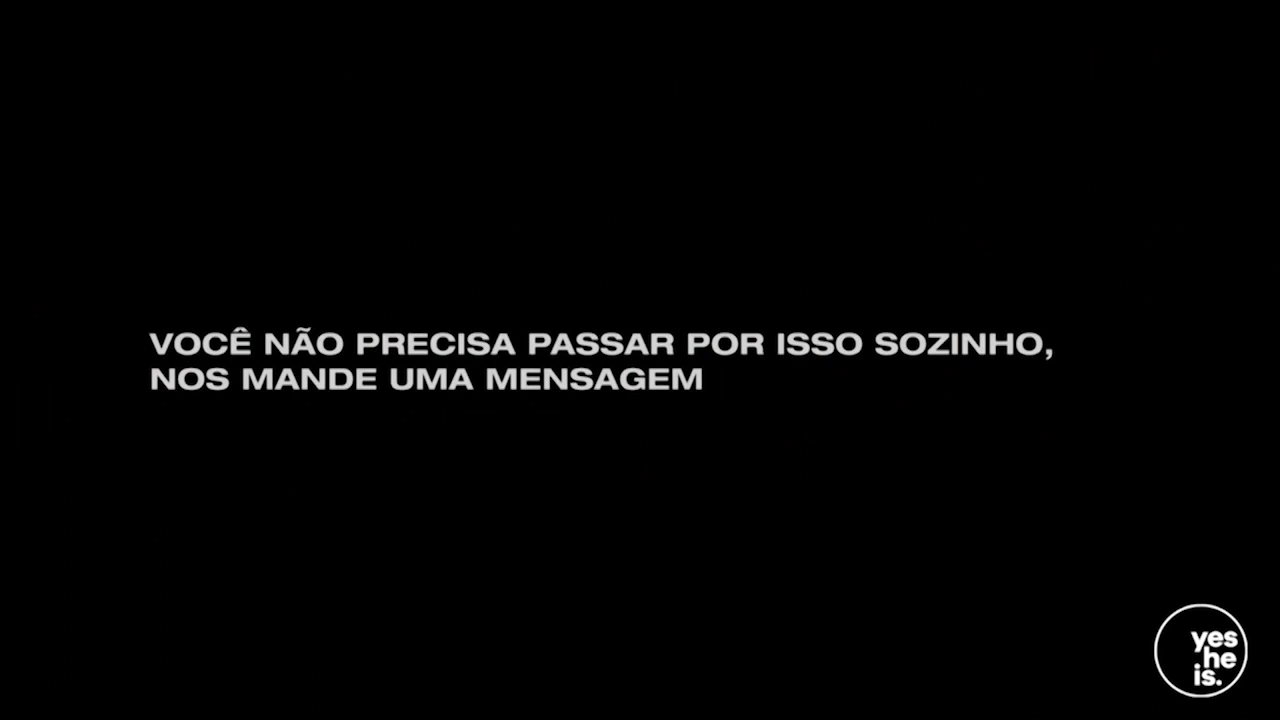 VOCÊ NÃO PRECISA PASSAR POR ISSO SOZINHO,
NOS MANDE UMA MENSAGEM
yes
he
is.